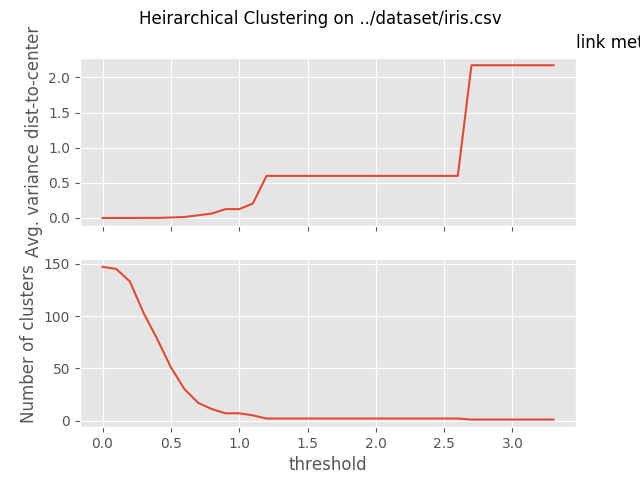 Heirarchical Clustering on ../dataset/iris.csv
link met
Avg. variance dist-to-center
2.0
1.5
1.0
0.5
0.0
Number of clusters
150
100
50
0
0.0 0.5 1.0 1.5 2.0 2.5 3.0
threshold